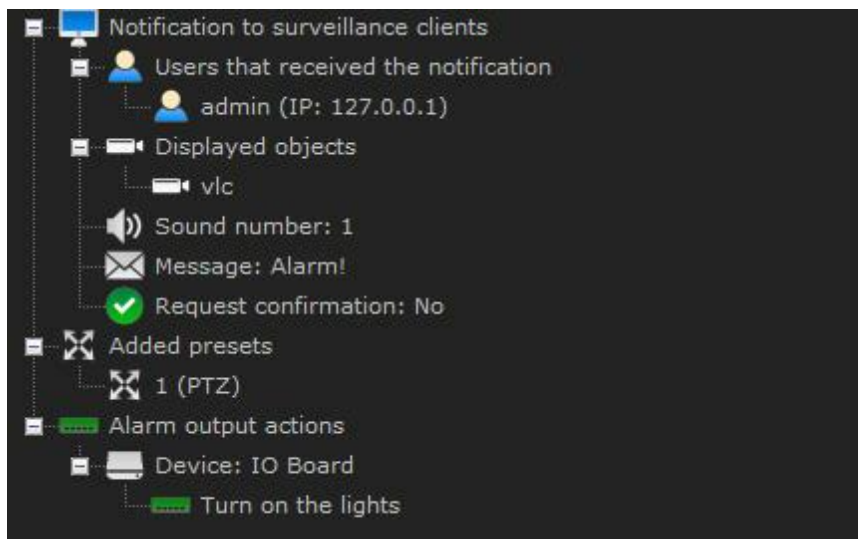 Notification to surveillance clients
Users that received the notification
admin (IP: 127.0.0.1)
Displayed objects
vlc
Sound number: 1
Message: Alarm!
Request confirmation: No
Added presets
1 (PTZ)
Alarm output actions
Device: IO Board
Turn on the lights